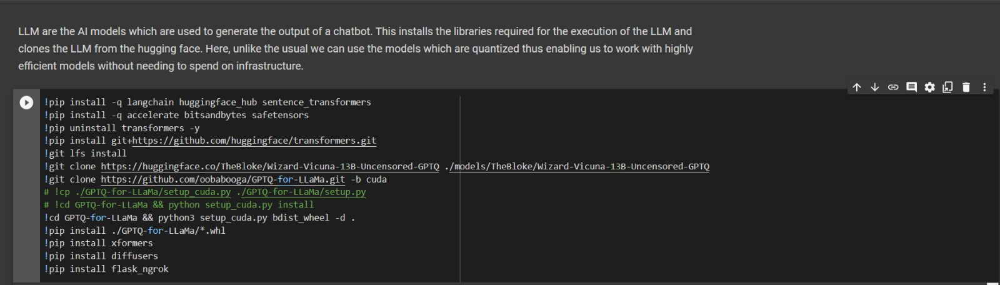 LLM are the AI models which are used to generate the output of a chatbot. This installs the libraries required for the execution of the LLM and
clones the LLM from the hugging face. Here, unlike the usual we can use the models which are quantized thus enabling us to work with highly
efficient models without needing to spend on infrastructure.
!pip install -q langchain huggingface_hub sentence_transformers
!pip install -q accelerate bitsandbytes safetensors
!pip uninstall transformers -y
!pip install git+https://github.com/huggingface/transformers.git
!git lfs install
!git clone https://huggingface.co/TheBloke/Wizard-Vicuna-13B-Uncensored-GPTQ ./models/TheBloke/Wizard-Vicuna-13B-Uncensored-GPTQ
!git clone https://github.com/oobabooga/GPTQ-for-LLaMa.git -b cuda
# !cp ./GPTQ-for-LLaMa/setup_cuda.py ./GPTQ-for-LLaMa/setup.py
# !cd GPTQ-for-LLaMa && python setup_cuda.py install
!cd GPTQ-for-LLaMa && python3 setup_cuda.py bdist_wheel -d .
!pip install ./GPTQ-for-LLaMa/*.whl
!pip install xformers
!pip install diffusers
!pip install flask_ngrok